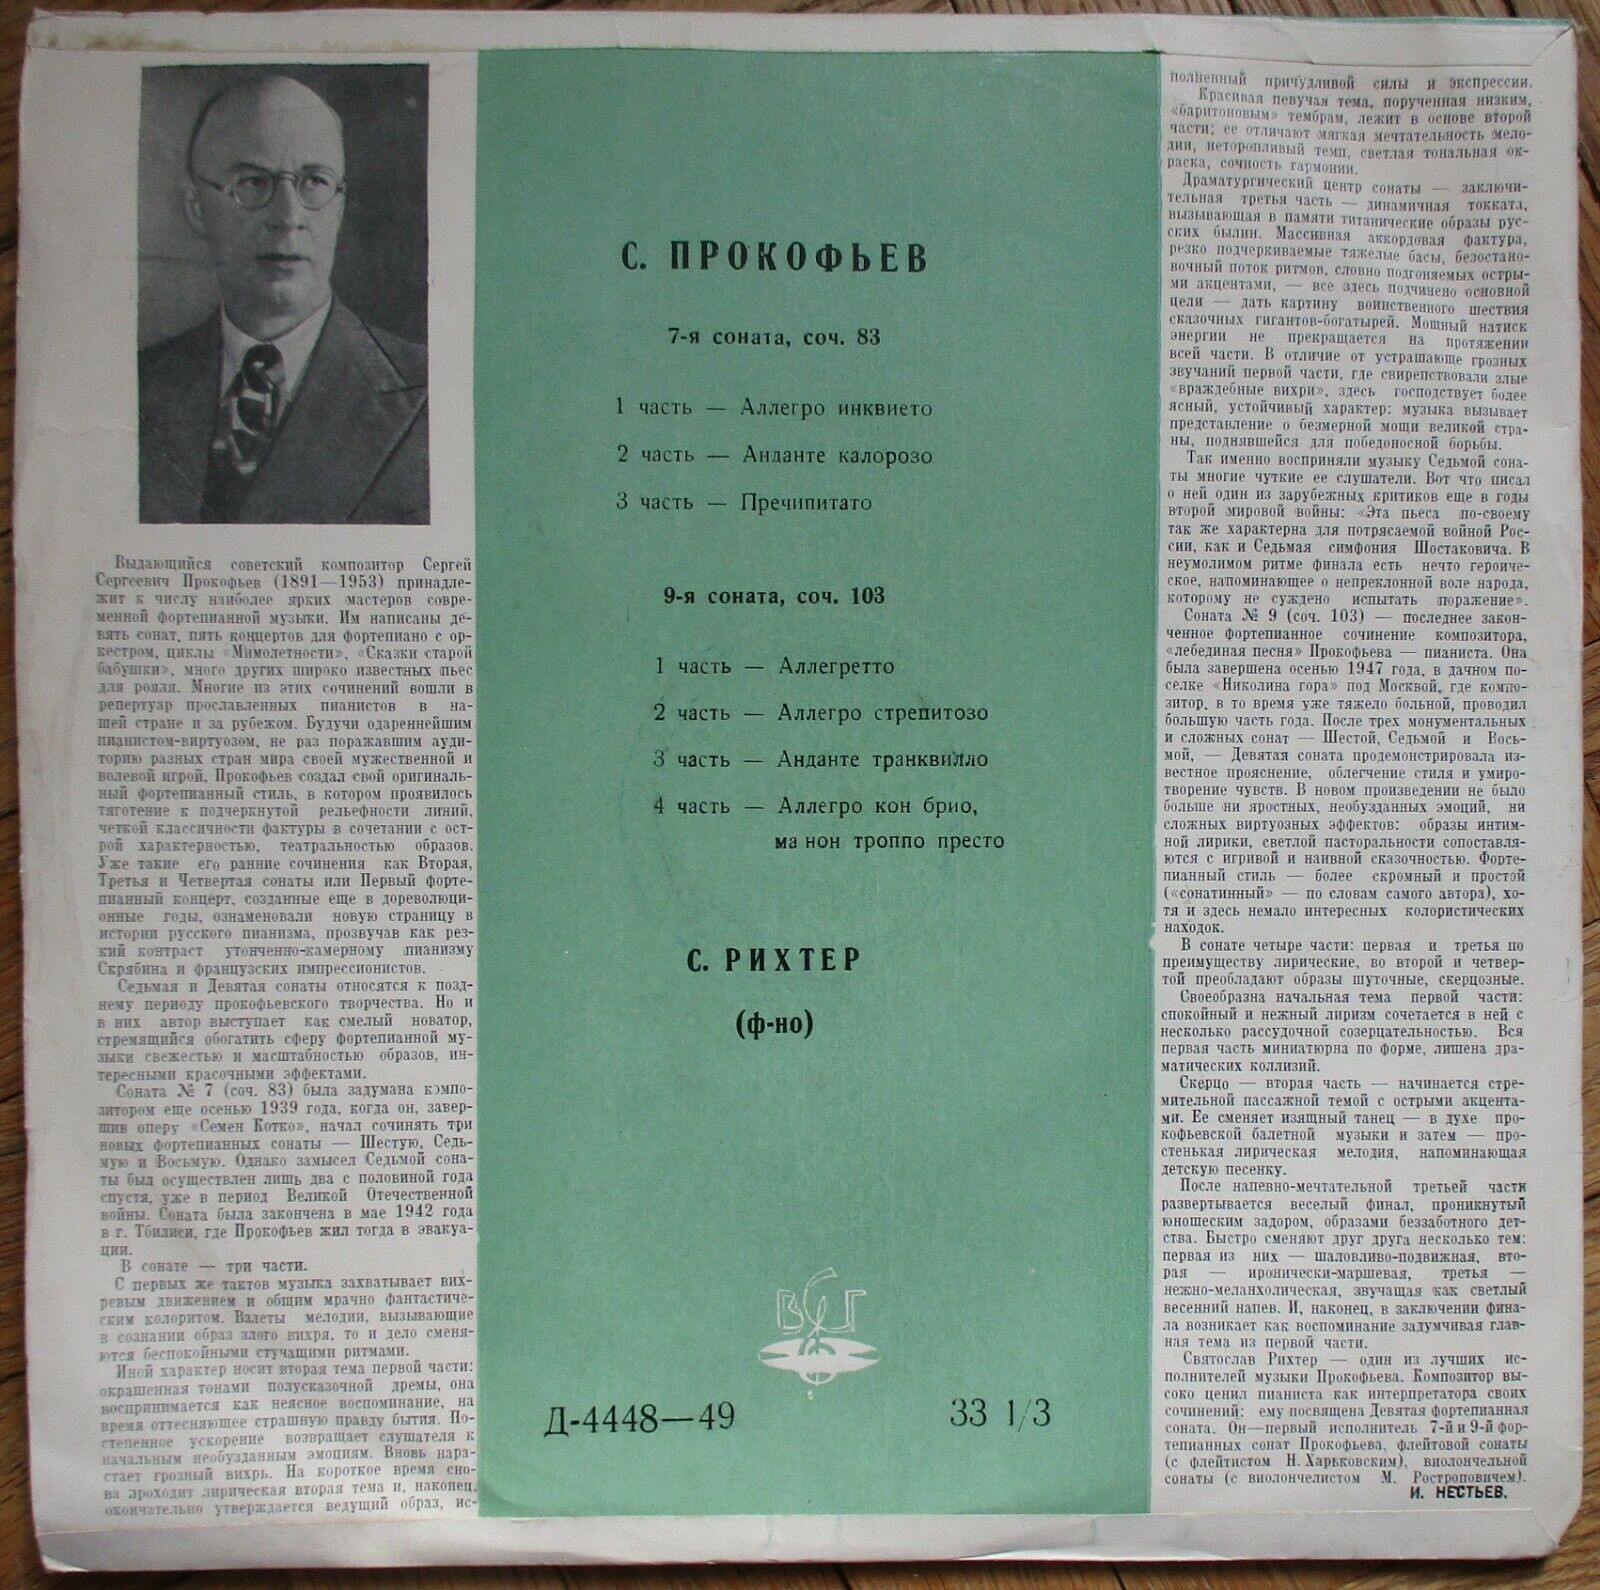 Выдающийся советский композитор Сергей
Сергеевич Прокофьев (1891—1953) принадле-
жит к числу наиболее ярких мастеров совре-
менной фортепианной музыки. Им написаны де-
вять сонат, пять концертов для фортепиано с ор-
кестром, циклы «Мимолетности», «Сказки старой
бабушки», много других широко известных пьес
для рояля. Многие из этих сочинений вошли в
репертуар прославленных пианистов в на-
шей стране и за рубежом. Будучи одареннейшим
пианистом-виртуозом, не раз поражавшим ауди-
торию разных стран мира своей мужественной и
волевой игрой, Прокофьев создал свой оригиналь-
ный фортепианный стиль, в котором проявилось
тяготение к подчеркнутой рельефности линий,
четкой классичности фактуры в сочетании с ост-
рой характерностью, театральностью образов.
Уже такие его ранние сочинения как Вторая,
Третья и Четвертая сонаты или Первый форте-
пианный концерт, созданные еще в дореволюци-
онные годы, ознаменовали новую страницу в
истории русского пианизма, прозвучав как рез-
кий контраст утонченно-камерному пианизму
Скрябина и французских импрессионистов.
Седьмая и Девятая сонаты относятся к позд-
нему периоду прокофьевского творчества. Но и
в них автор выступает как смелый новатор,
стремящийся обогатить сферу фортепианной му-
зыки свежестью и масштабностью образов, ин-
тересными красочными эффектами.
Соната № 7 (соч. 83) была задумана компо-
зитором еще осенью 1939 года, когда он, завер-
шив оперу «Семен Котко», начал сочинять три
новых фортепианных сонаты — Шестую, Седь-
мую и Восьмую. Однако замысел Седьмой сона-
ты был осуществлен лишь два с половиной года
спустя, уже в период Великой Отечественной
войны. Соната была закончена в мае 1942 года
в г. Тбилиси, где Прокофьев жил тогда в эвакуа-
ции.
В сонате — три части.
С первых же тактов музыка захватывает вих-
ревым движением и общим мрачно фантастиче-
ским колоритом. Взлеты мелодии, вызывающие
в сознании образ злого вихря, то и дело сменя-
ются беспокойными стучащими ритмами.
Иной характер носит вторая тема первой части:
окрашенная тонами полусказочной дремы, она
воспринимается как неясное воспоминание, на
время оттесняющее страшную правду бытия. По-
степенное ускорение возвращает слушателя к
начальным необузданным эмоциям. Вновь нара-
стает грозный вихрь. На короткое время сно-
ва проходит лирическая вторая тема и, наконец,
окончательно утверждается ведущий образ, ис-
С. ПРОКОФЬЕВ
7-я соната, соч. 83
1 часть — Аллегро инквието
2 часть — Анданте калорозо
3 часть — Пречипитато
9-я соната, соч. 103
1 часть — Аллегретто
2 часть — Аллегро стрепитозо
3 часть — Анданте транквилло
4 часть — Аллегро кон брио,
ма нон троппо престо
С. РИХТЕР
(ф-но)
ВСГ
Д-4448—49 33 1/3
полненный причудливой силы и экспрессии.
Красивая певучая тема, порученная низким,
«баритоновым» тембрам, лежит в основе второй
части; ее отличают мягкая мечтательность мело-
дии, неторопливый темп, светлая тональная ок-
раска, сочность гармонии.
Драматургический центр сонаты — заключи-
тельная третья часть — динамичная токката,
вызывающая в памяти титанические образы рус-
ских былин. Массивная аккордовая фактура,
резко подчеркиваемые тяжелые басы, безостано-
вочный поток ритмов, словно подгоняемых остры-
ми акцентами, — все здесь подчинено основной
цели — дать картину воинственного шествия
сказочных гигантов-богатырей. Мощный натиск
энергии не прекращается на протяжении
всей части. В отличие от устрашающе грозных
звучаний первой части, где свирепствовали злые
«враждебные вихри», здесь господствует более
ясный, устойчивый характер: музыка вызывает
представление о безмерной мощи великой стра-
ны, поднявшейся для победоносной борьбы.
Так именно восприняли музыку Седьмой сона-
ты многие чуткие ее слушатели. Вот что писал
о ней один из зарубежных критиков еще в годы
второй мировой войны: «Эта пьеса по-своему
так же характерна для потрясаемой войной Рос-
сии, как и Седьмая симфония Шостаковича. В
неумолимом ритме финала есть нечто героиче-
ское, напоминающее о непреклонной воле народа,
которому не суждено испытать поражение».
Соната № 9 (соч. 103) — последнее закон-
ченное фортепианное сочинение композитора,
«лебединая песня» Прокофьева — пианиста. Она
была завершена осенью 1947 года, в дачном по-
селке «Николина гора» под Москвой, где компо-
зитор, в то время уже тяжело больной, проводил
большую часть года. После трех монументальных
и сложных сонат — Шестой, Седьмой и Вось-
мой, — Девятая соната продемонстрировала из-
вестное прояснение, облегчение стиля и умиро-
творение чувств. В новом произведении не было
больше ни яростных, необузданных эмоций, ни
сложных виртуозных эффектов: образы интим-
ной лирики, светлой пасторальности сопоставля-
ются с игривой и наивной сказочностью. Форте-
пианный стиль — более скромный и простой
(«сонатинный» — по словам самого автора), хо-
тя и здесь немало интересных колористических
находок.
В сонате четыре части: первая и третья по
преимуществу лирические, во второй и четвер-
той преобладают образы шуточные, скерцозные.
Своеобразна начальная тема первой части:
спокойный и нежный лиризм сочетается в ней с
несколько рассудочной созерцательностью. Вся
первая часть миниатюрна по форме, лишена дра-
матических коллизий.
Скерцо — вторая часть — начинается стре-
мительной пассажной темой с острыми акцента-
ми. Ее сменяет изящный танец — в духе про-
кофьевской балетной музыки и затем — про-
стенькая лирическая мелодия, напоминающая
детскую песенку.
После напевно-мечтательной третьей части
развертывается веселый финал, проникнутый
юношеским задором, образами беззаботного дет-
ства. Быстро сменяют друг друга несколько тем:
первая из них — шаловливо-подвижная, вто-
рая — иронически-маршевая, третья —
нежно-меланхолическая, звучащая как светлый
весенний напев. И, наконец, в заключении фина-
ла возникает как воспоминание задумчивая глав-
ная тема из первой части.
Святослав Рихтер — один из лучших ис-
полнителей музыки Прокофьева. Композитор вы-
соко ценил пианиста как интерпретатора своих
сочинений; ему посвящена Девятая фортепианная
соната. Он—первый исполнитель 7-й и 9-й фор-
тепианных сонат Прокофьева, флейтовой сонаты
(с флейтистом Н. Харьковским), виолончельной
сонаты (с виолончелистом М. Ростроповичем).
И. НЕСТЬЕВ.